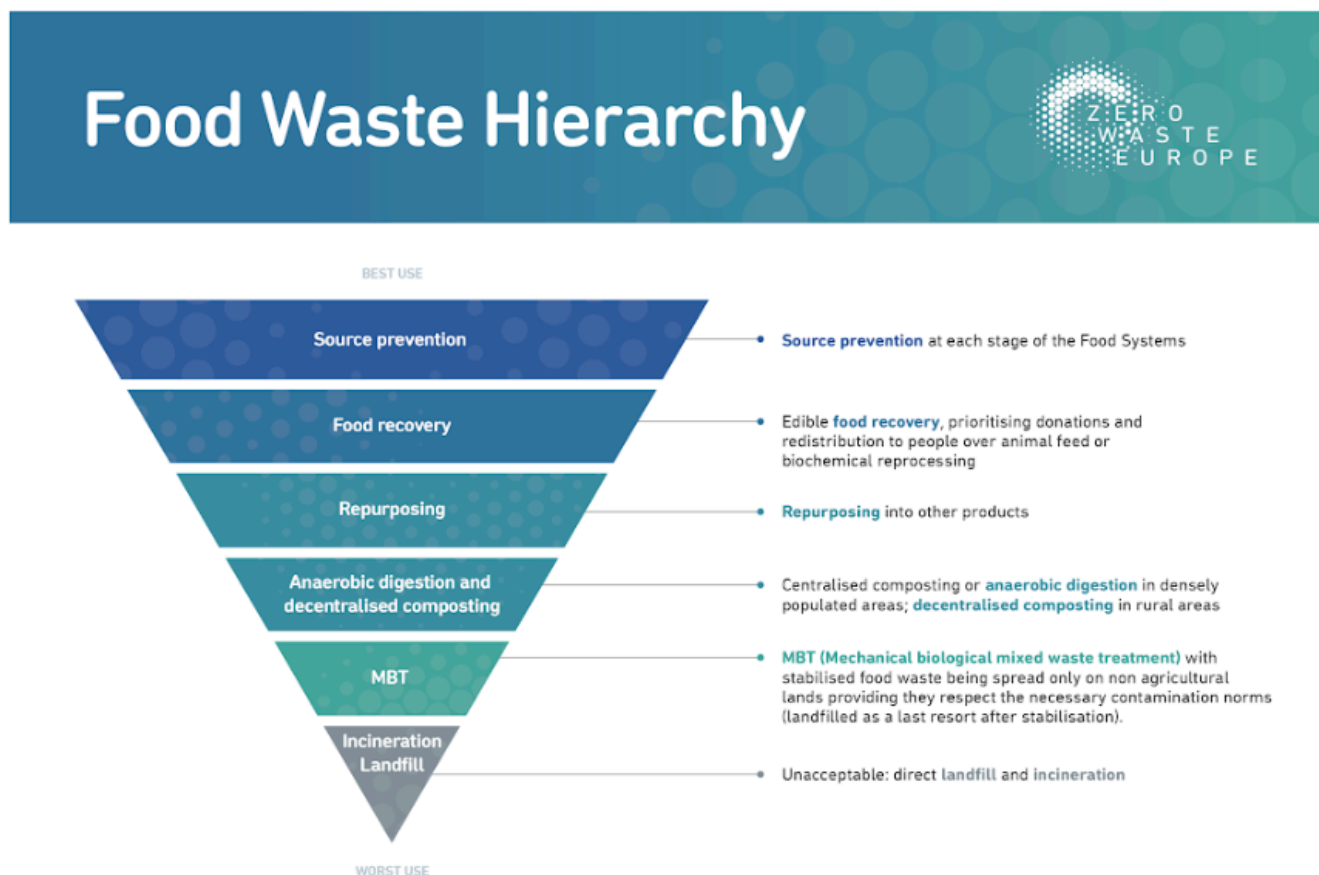 Food Waste Hierarchy
ZERO
WASTE
EUROPE
BEST USE
Source prevention
Source prevention at each stage of the Food Systems
Food recovery
Edible food recovery, prioritising donations and
redistribution to people over animal feed or
biochemical reprocessing
Repurposing
Repurposing into other products
Anaerobic digestion and
decentralised composting
Centralised composting or anaerobic digestion in densely
populated areas; decentralised composting in rural areas
MBT
MBT (Mechanical biological mixed waste treatment) with
stabilised food waste being spread only on non agricultural
lands providing they respect the necessary contamination norms
(landfilled as a last resort after stabilisation).
Incineration
Landfill
Unacceptable: direct landfill and incineration
WORST USE